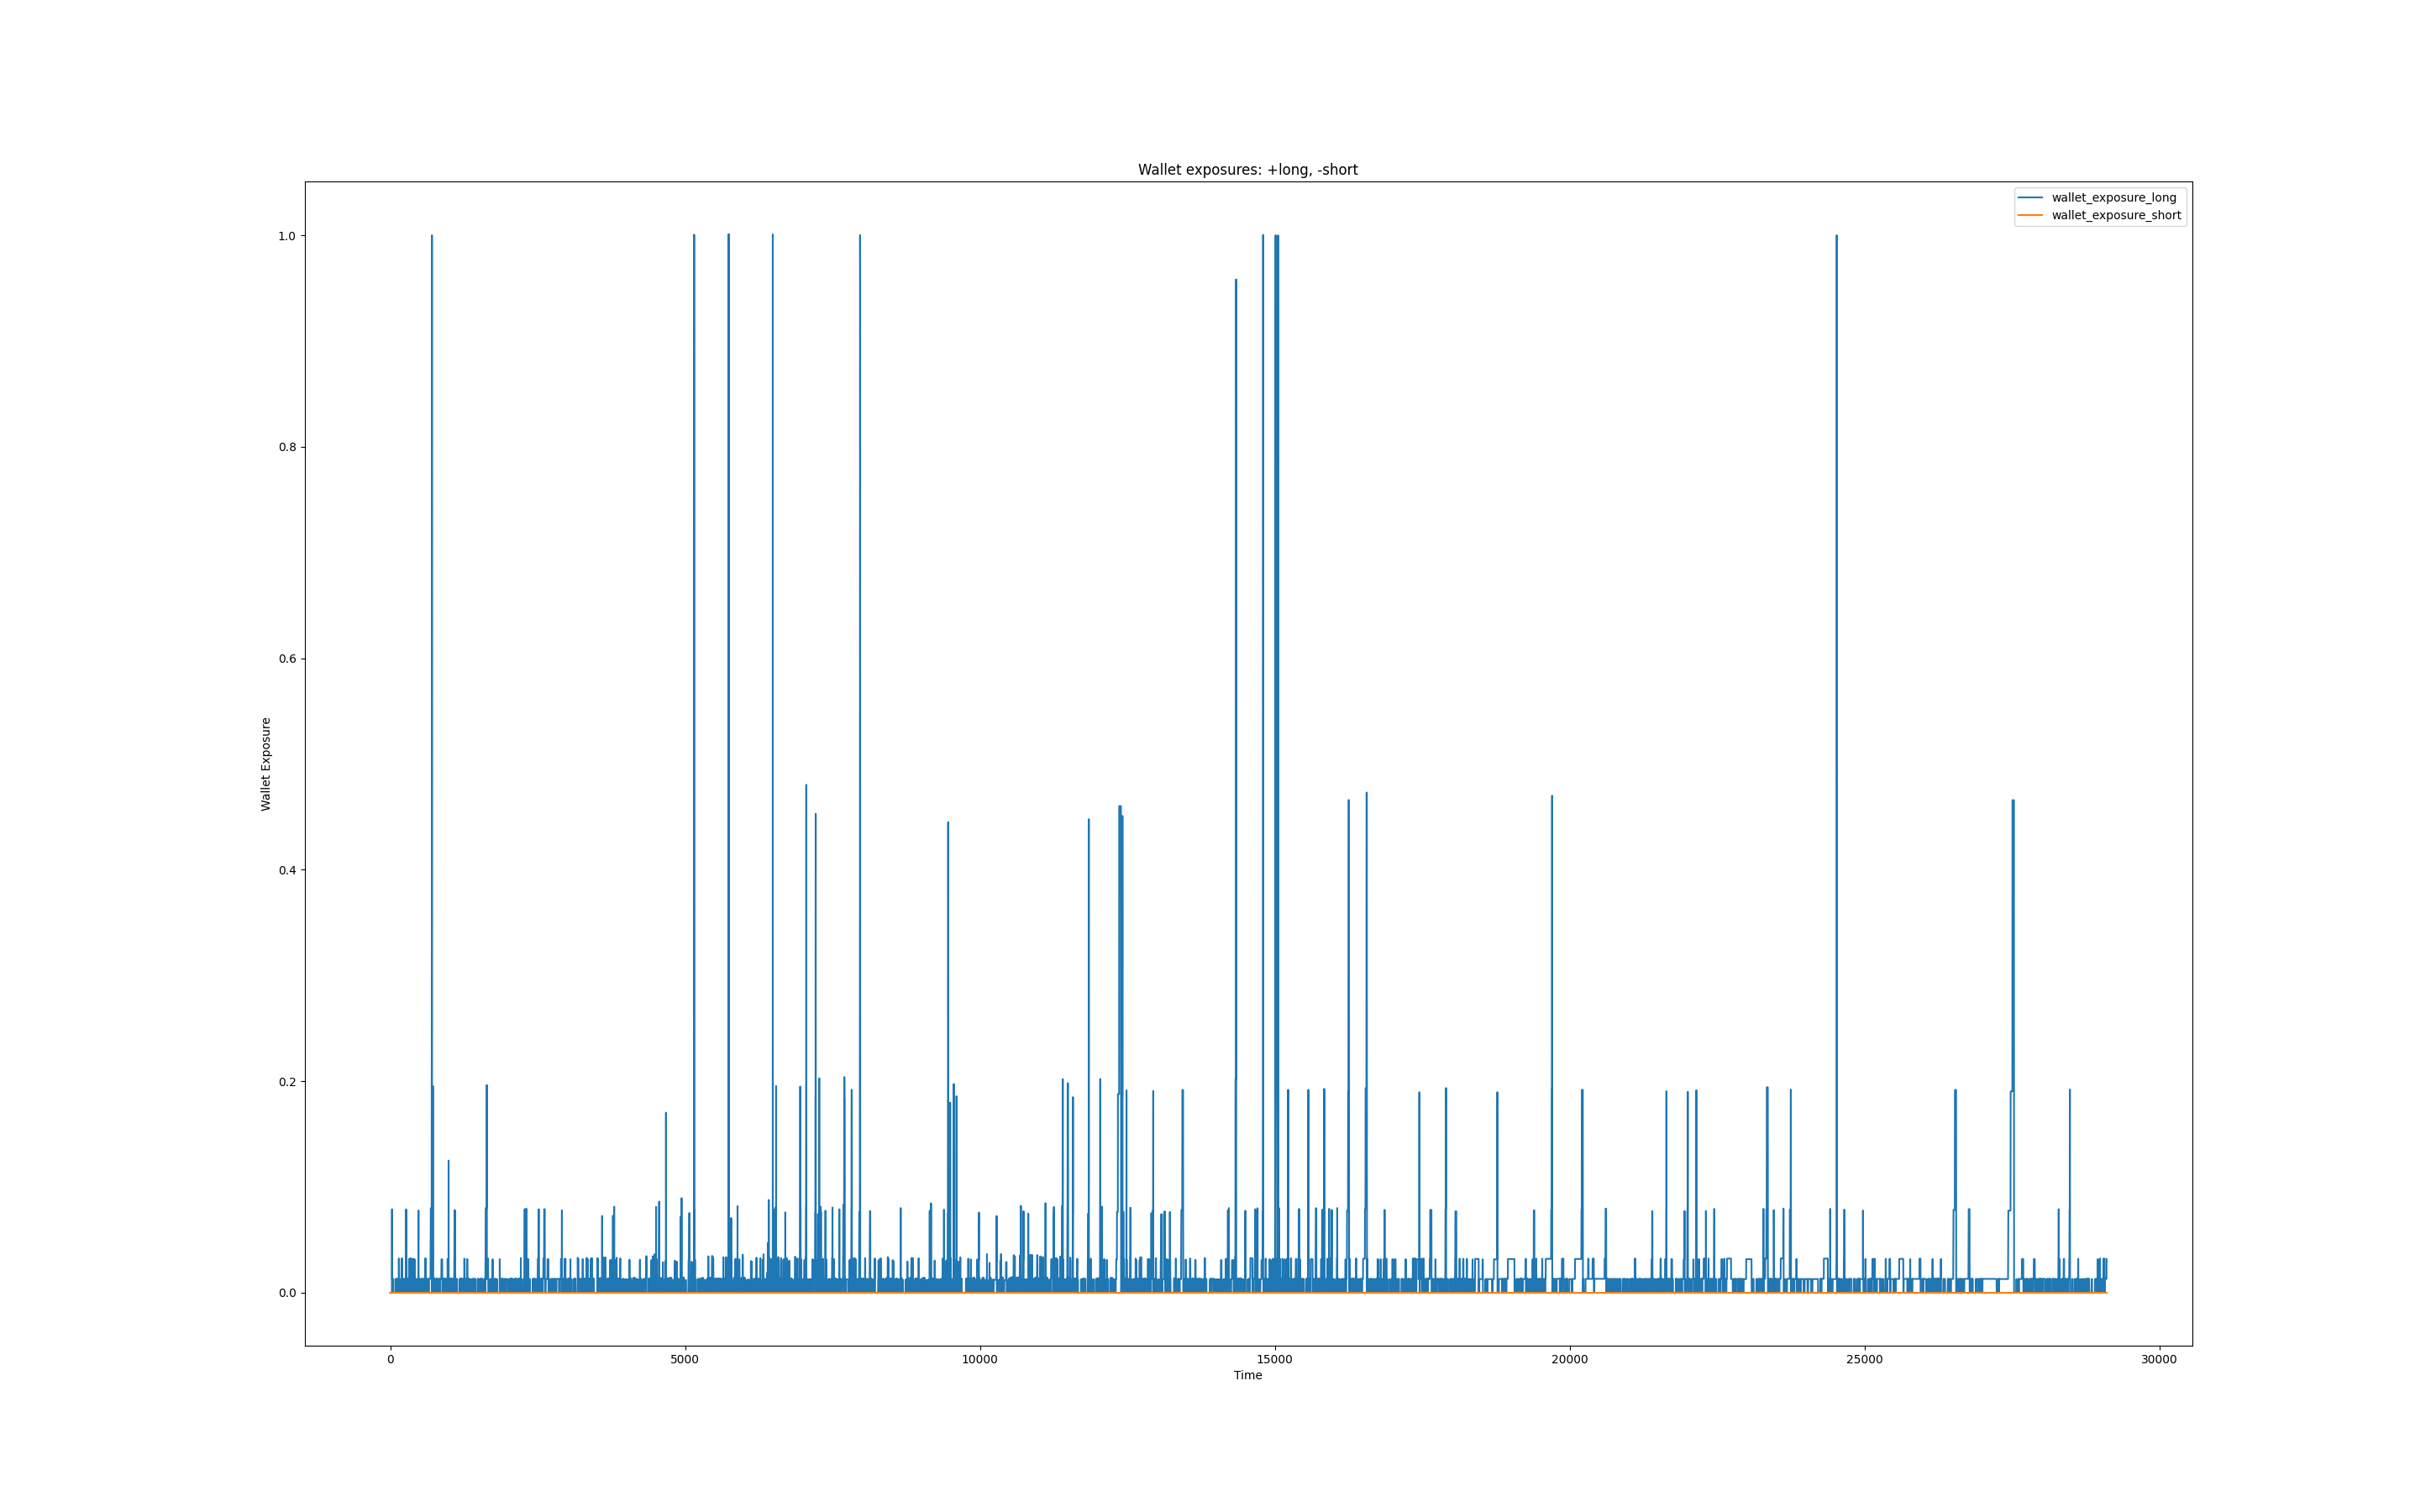 Wallet exposures: +long, -short
wallet_exposure_long
wallet_exposure_short
1.0
0.8
0.6
0.4
0.2
0.0
Wallet Exposure
0 5000 10000 15000 20000 25000 30000
Time